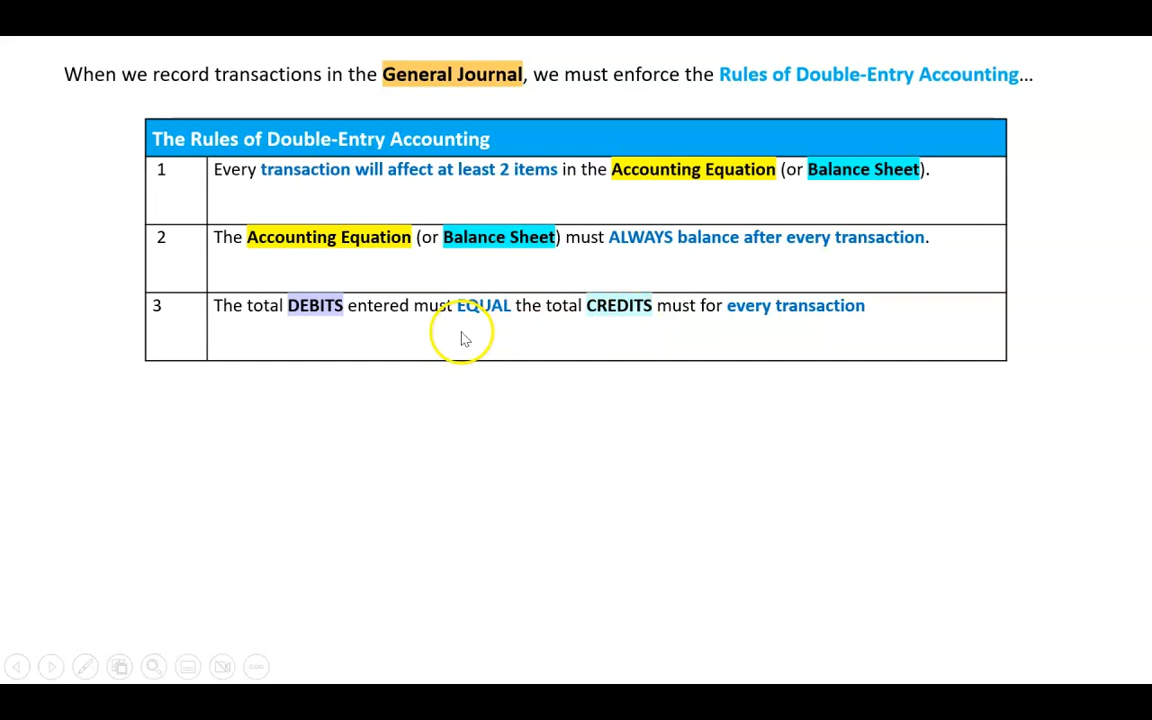 When we record transactions in the General Journal, we must enforce the Rules of Double-Entry Accounting...
The Rules of Double-Entry Accounting
1 Every transaction will affect at least 2 items in the Accounting Equation (or Balance Sheet).
2 The Accounting Equation (or Balance Sheet) must ALWAYS balance after every transaction.
3 The total DEBITS entered must EQUAL the total CREDITS must for every transaction